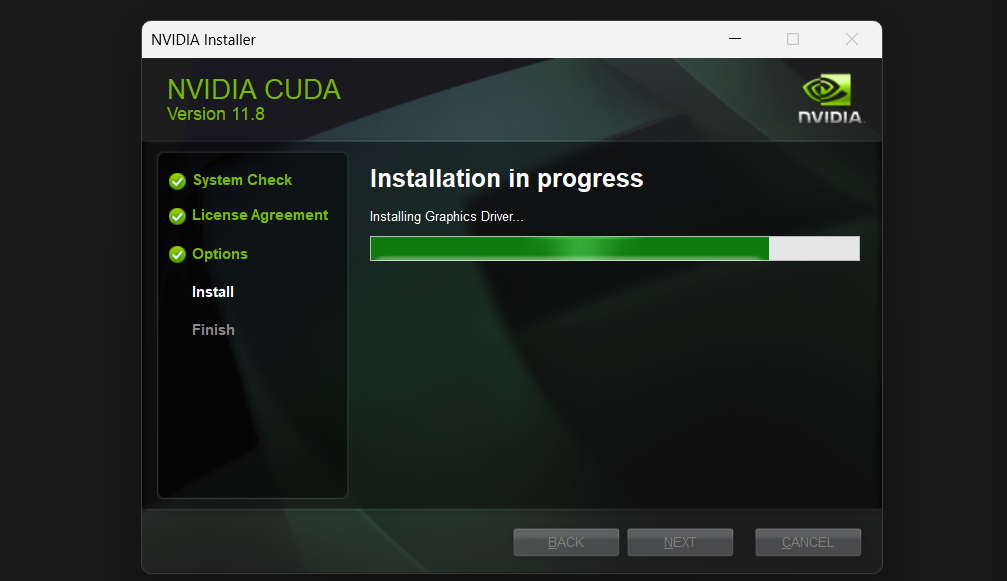 NVIDIA Installer
NVIDIA CUDA
Version 11.8
NVIDIA.
System Check
License Agreement
Options
Install
Finish
Installation in progress
Installing Graphics Driver...
BACK
NEXT
CANCEL